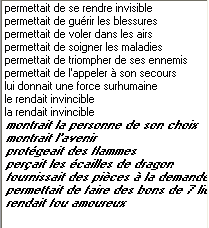 permettait de se rendre invisible
permettait de guérir les blessures
permettait de voler dans les airs
permettait de soigner les maladies
permettait de triompher de ses ennemis
permettait de l'appeler à son secours
lui donnait une force surhumaine
le rendait invincible
la rendait invincible
montrait la personne de son choix
montrait l'avenir
protégeait des flammes
perçait les écailles de dragon
fournissait des pièces à la demande
permettait de faire des bons de 7 li
rendait fou amoureux